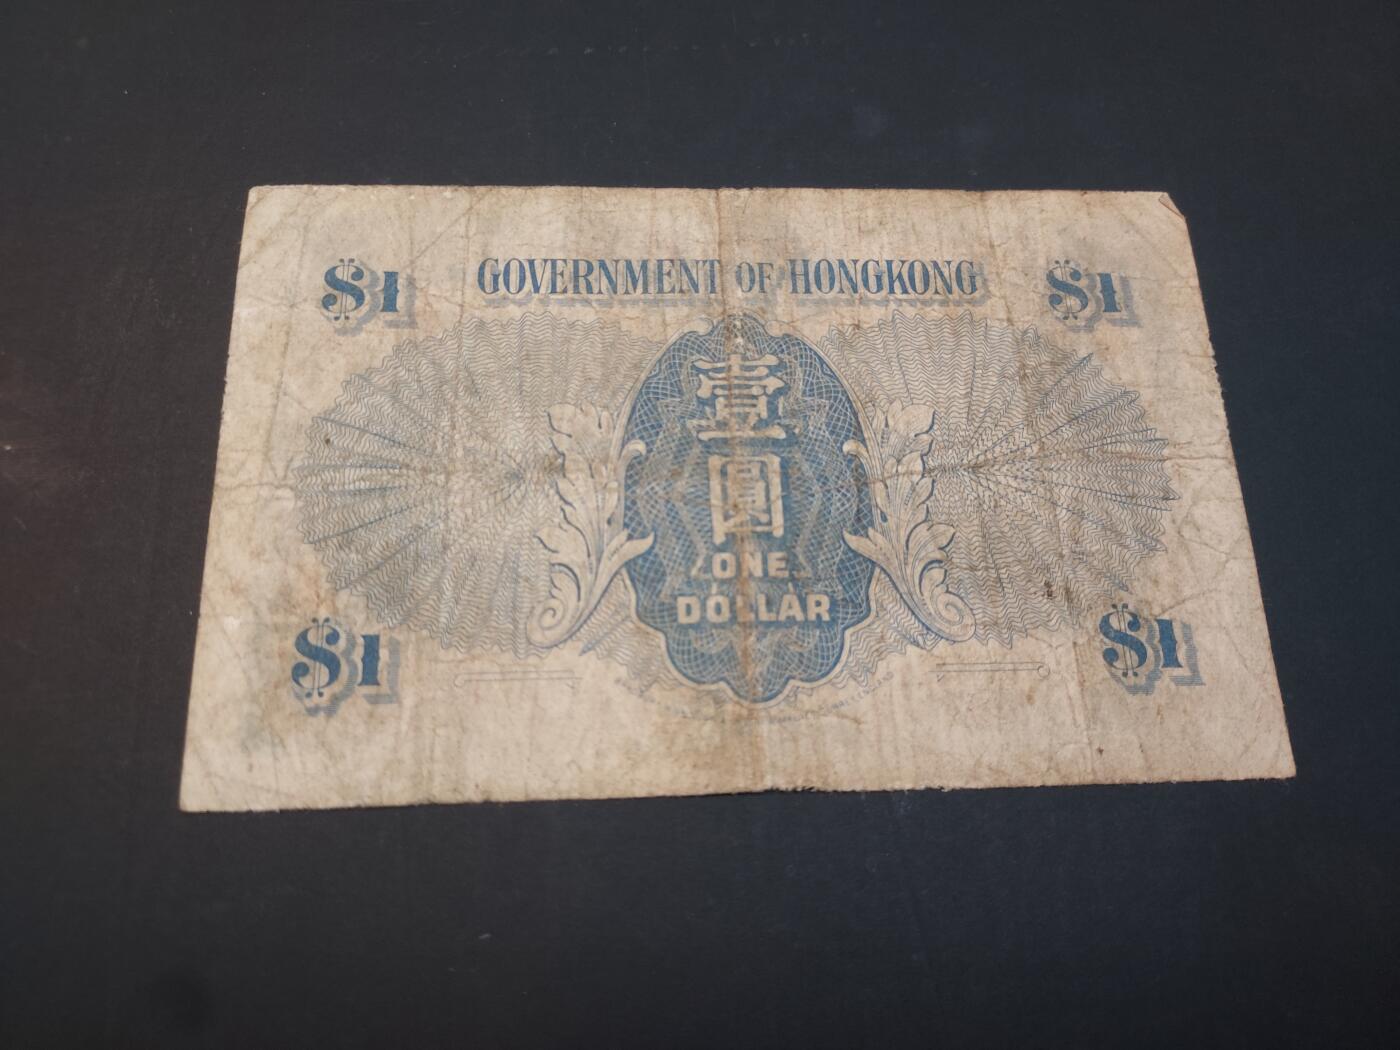 $1 GOVERNMENT OF HONGKONG $1
壹
圓
ONE
DOLLAR
$1 $1